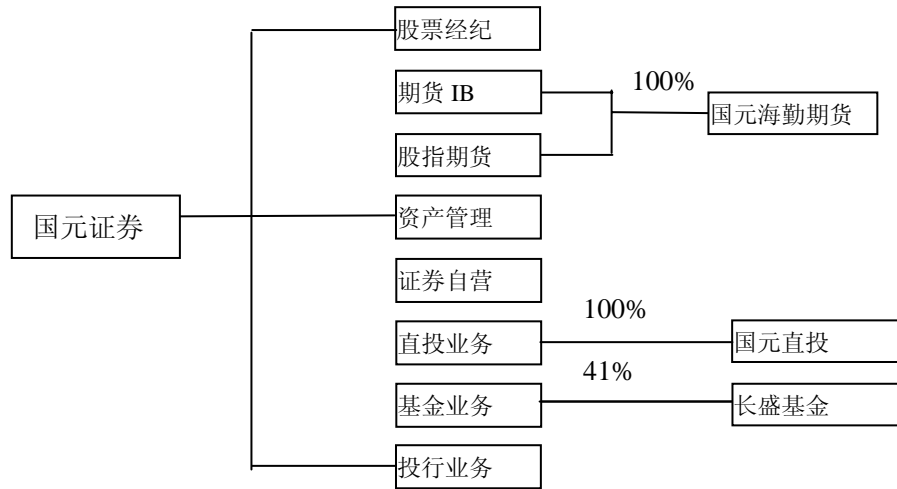 股票经纪
期货 IB
100%
国元海勤期货
股指期货
国元证券
资产管理
证券自营
直投业务
100%
国元直投
基金业务
41%
长盛基金
投行业务